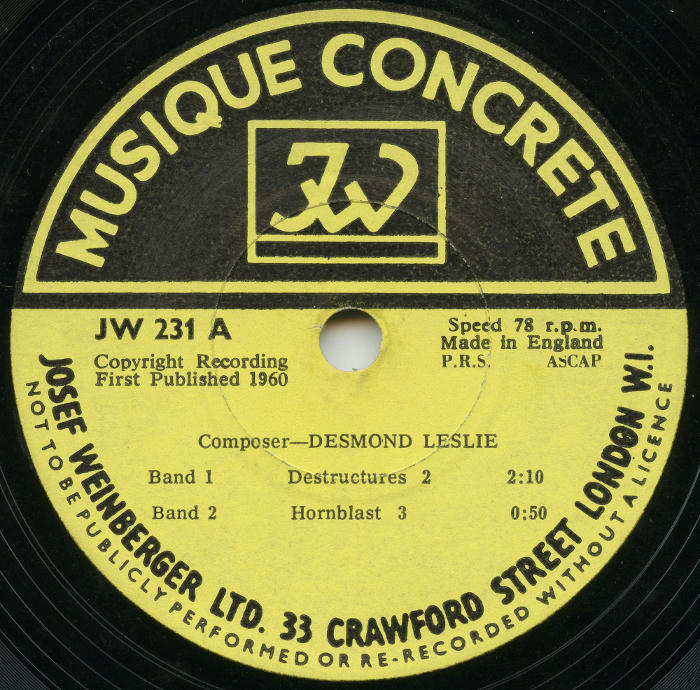 MUSIQUE CONCRETE
JW
JW 231 A
Copyright Recording
First Published 1960
Speed 78 r.p.m.
Made in England
P.R.S. ASCAP
Composer—DESMOND LESLIE
Band 1 Destructures 2 2:10
Band 2 Hornblast 3 0:50
JOSEF WEINBERGER LTD. 33 CRAWFORD STREET LONDON W.I.
NOT TO BE PUBLICLY PERFORMED OR RE-RECORDED WITHOUT A LICENCE